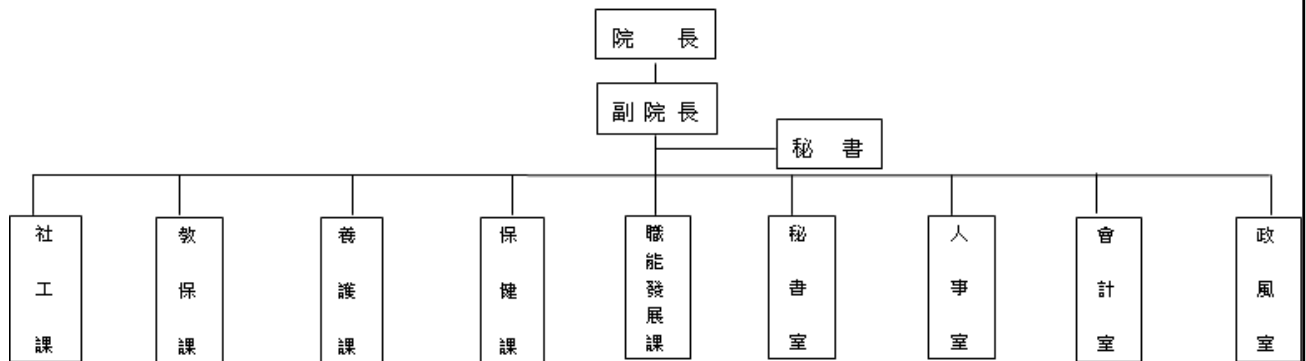 院長
副院長
秘書
社工課
教保課
養護課
保健課
職能發展課
秘書室
人事室
會計室
政風室